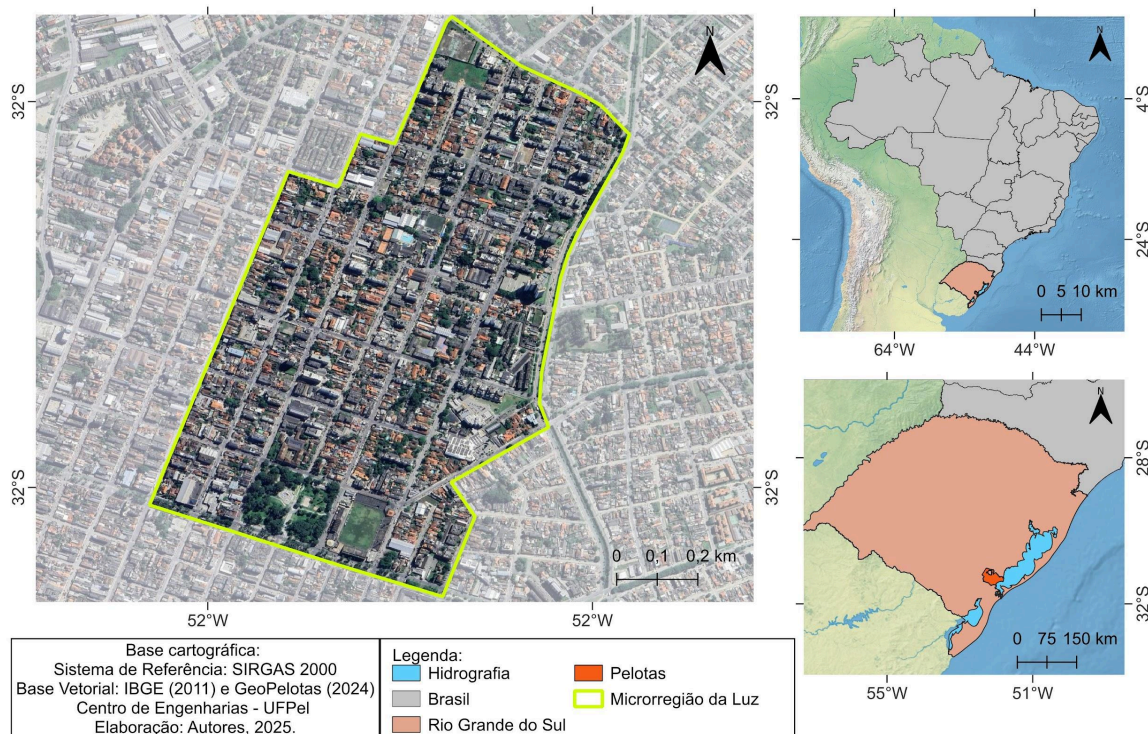 N
32°S
32°S
52°W
52°W
0 0,1 0,2 km
N
4°S
24°S
0 5 10 km
64°W 44°W
N
28°S
32°S
0 75 150 km
55°W 51°W
Base cartográfica:
Sistema de Referência: SIRGAS 2000
Base Vetorial: IBGE (2011) e GeoPelotas (2024)
Centro de Engenharias - UFPel
Elaboração: Autores, 2025.
Legenda:
Hidrografia
Brasil
Rio Grande do Sul
Pelotas
Microrregião da Luz
32°S
32°S